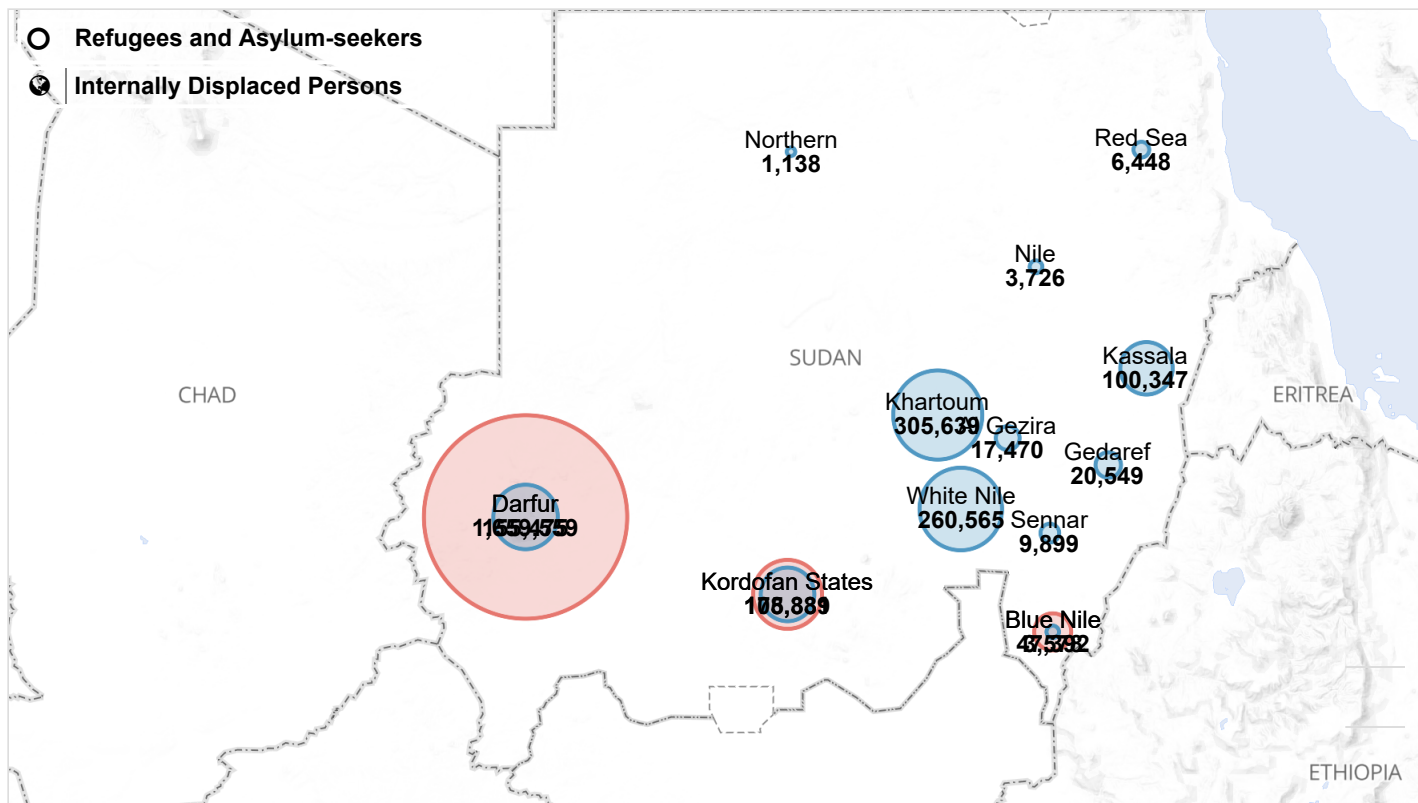 Refugees and Asylum-seekers
Internally Displaced Persons
Northern
1,138
Red Sea
6,448
Nile
3,726
SUDAN
Kassala
100,347
CHAD
ERITREA
Khartoum
305,639
Al Gezira
17,470
Gedaref
20,549
White Nile
260,565
Sennar
9,899
Darfur
Kordofan States
Blue Nile
ETHIOPIA